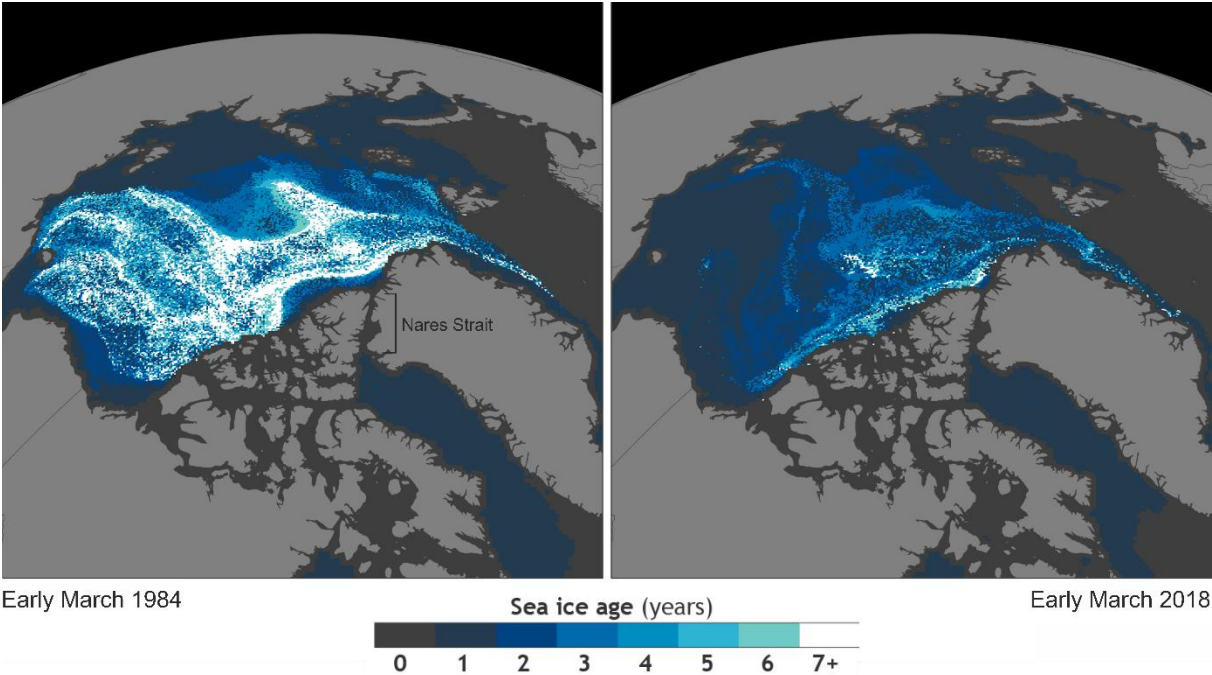 Nares Strait
Early March 1984
Early March 2018
Sea ice age (years)
0 1 2 3 4 5 6 7+